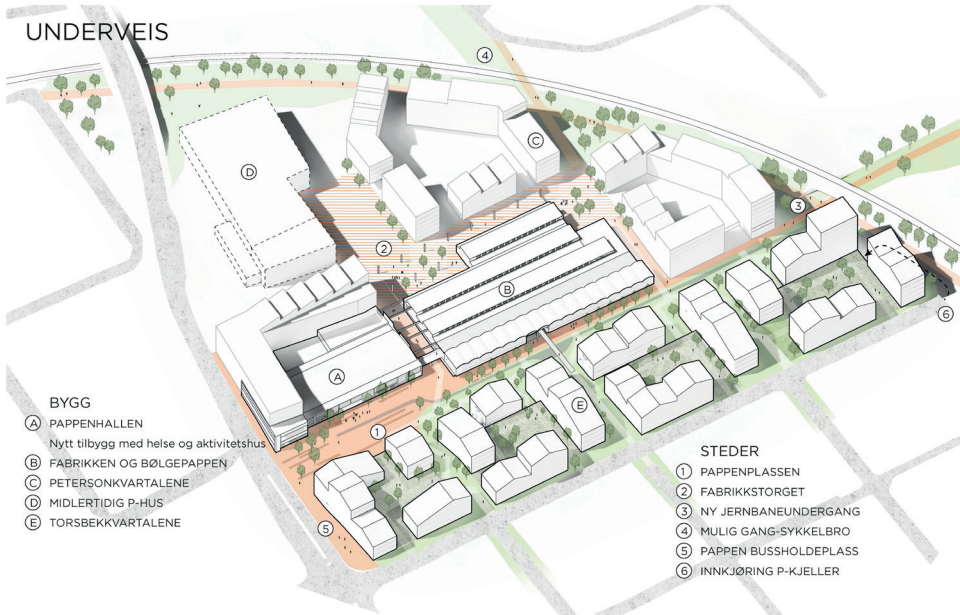 UNDERVEIS
4
C
D
3
2
B
6
A
E
1
5
BYGG
A PAPPENHALLEN
Nytt tilbygg med helse og aktivitetshus
B FABRIKKEN OG BØLGEPAPPEN
C PETERSONKVARTALENE
D MIDLERTIDIG P-HUS
E TORSBEKKVARTALENE
STEDER
1 PAPPENPLASSEN
2 FABRIKKSTORGET
3 NY JERNBANEUNDERGANG
4 MULIG GANG-SYKKELBRO
5 PAPPEN BUSSHOLDEPLASS
6 INNKJØRING P-KJELLER